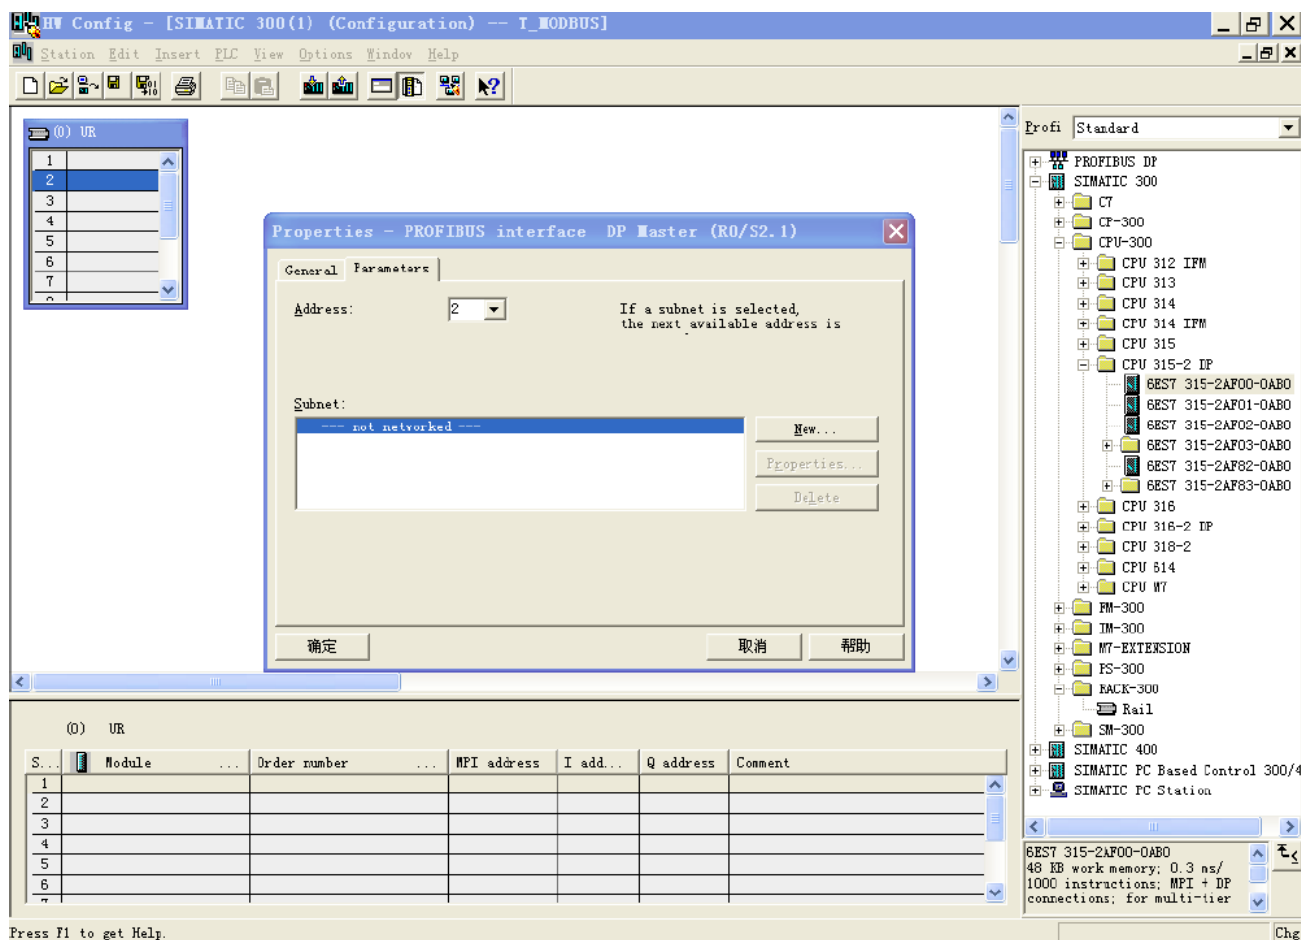 HW Config - [SIMATIC 300(1) (Configuration) -- T_MODBUS]
Station Edit Insert PLC View Options Window Help
(0) UR
1
2
3
4
5
6
7
Properties - PROFIBUS interface DP Master (R0/S2.1)
General Parameters
Address: 2
If a subnet is selected,
the next available address is
Subnet:
--- not networked ---
New...
Properties...
Delete
确定 取消 帮助
Profi Standard
PROFIBUS DP
SIMATIC 300
C7
CP-300
CPU-300
CPU 312 IFM
CPU 313
CPU 314
CPU 314 IFM
CPU 315
CPU 315-2 DP
6ES7 315-2AF00-0AB0
6ES7 315-2AF01-0AB0
6ES7 315-2AF02-0AB0
6ES7 315-2AF03-0AB0
6ES7 315-2AF82-0AB0
6ES7 315-2AF83-0AB0
CPU 316
CPU 316-2 DP
CPU 318-2
CPU 614
CPU M7
FM-300
IM-300
M7-EXTENSION
PS-300
RACK-300
Rail
SM-300
SIMATIC 400
SIMATIC PC Based Control 300/4
SIMATIC PC Station
6ES7 315-2AF00-0AB0
48 KB work memory; 0.3 ns/
1000 instructions; MPI + DP
connections; for multi-tier
(0) UR
S... Module ... Order number ... MPI address I add... Q address Comment
1
2
3
4
5
6
Press F1 to get Help.
Chg